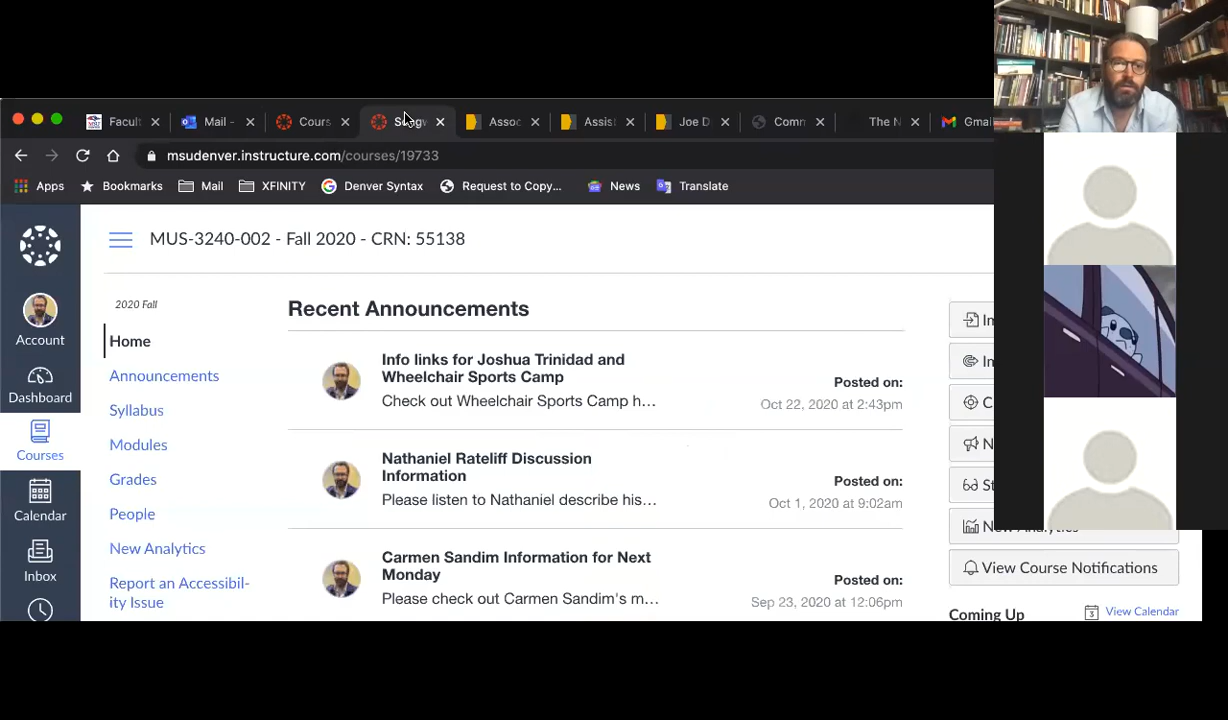 Facult
Mail -
Cours
Songw
Assoc
Assist
Joe D
Comm
The N
Gmai
msudenver.instructure.com/courses/19733
Apps
Bookmarks
Mail
XFINITY
Denver Syntax
Request to Copy...
News
Translate
MUS-3240-002 - Fall 2020 - CRN: 55138
Account
Dashboard
Courses
Calendar
Inbox
2020 Fall
Home
Announcements
Syllabus
Modules
Grades
People
New Analytics
Report an Accessibil-
ity Issue
Recent Announcements
Info links for Joshua Trinidad and
Wheelchair Sports Camp
Check out Wheelchair Sports Camp h...
Posted on:
Oct 22, 2020 at 2:43pm
Nathaniel Rateliff Discussion
Information
Please listen to Nathaniel describe his...
Posted on:
Oct 1, 2020 at 9:02am
Carmen Sandim Information for Next
Monday
Please check out Carmen Sandim's m...
Posted on:
Sep 23, 2020 at 12:06pm
New Analytics
View Course Notifications
Coming Up
View Calendar